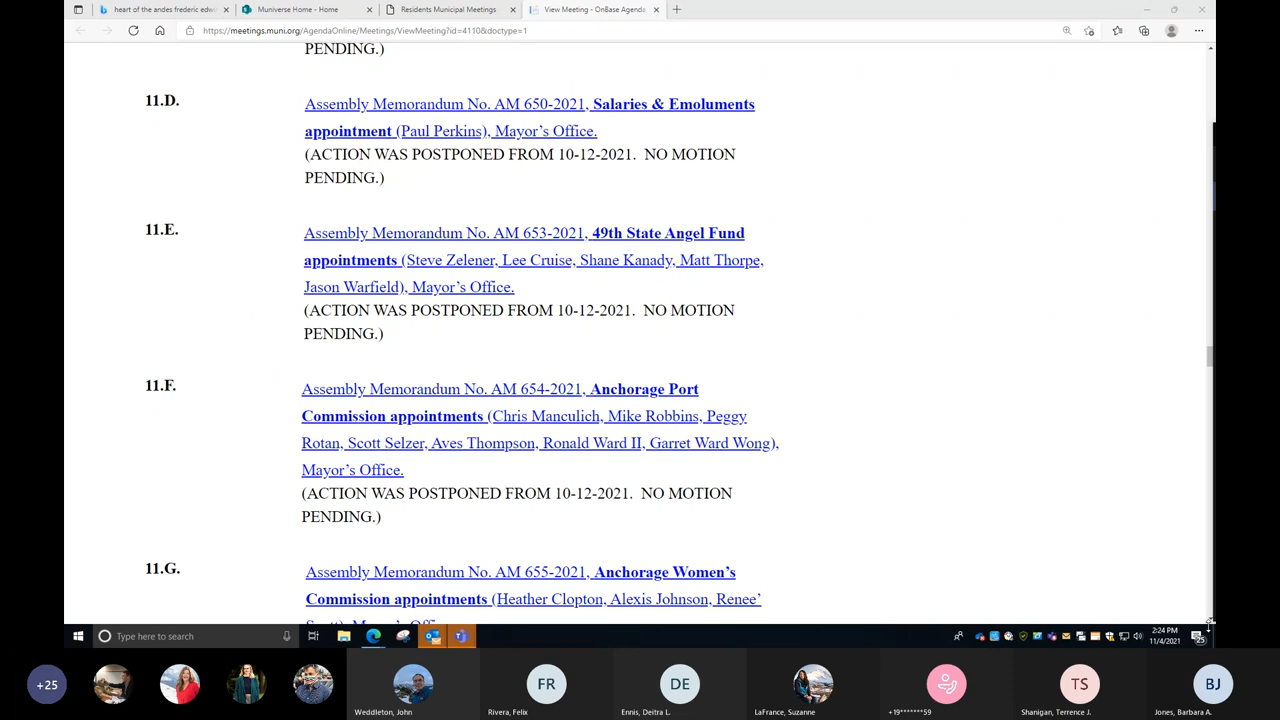 heart of the andes frederic edwi
Muniverse Home - Home
Residents Municipal Meetings
View Meeting - OnBase Agenda
https://meetings.muni.org/AgendaOnline/Meetings/ViewMeeting?id=4110&doctype=1
PENDING.)
11.D.
Assembly Memorandum No. AM 650-2021, Salaries & Emoluments
appointment (Paul Perkins), Mayor's Office.
(ACTION WAS POSTPONED FROM 10-12-2021. NO MOTION
PENDING.)
11.E.
Assembly Memorandum No. AM 653-2021, 49th State Angel Fund
appointments (Steve Zelener, Lee Cruise, Shane Kanady, Matt Thorpe,
Jason Warfield), Mayor's Office.
(ACTION WAS POSTPONED FROM 10-12-2021. NO MOTION
PENDING.)
11.F.
Assembly Memorandum No. AM 654-2021, Anchorage Port
Commission appointments (Chris Manculich, Mike Robbins, Peggy
Rotan, Scott Selzer, Aves Thompson, Ronald Ward II, Garret Ward Wong),
Mayor's Office.
(ACTION WAS POSTPONED FROM 10-12-2021. NO MOTION
PENDING.)
11.G.
Assembly Memorandum No. AM 655-2021, Anchorage Women's
Commission appointments (Heather Clopton, Alexis Johnson, Renee'
Type here to search
2:24 PM
11/4/2021
25
+25
FR
DE
TS
BJ
Weddleton, John
Rivera, Felix
Ennis, Deitra L.
LaFrance, Suzanne
+19*******59
Shanigan, Terrence J.
Jones, Barbara A.